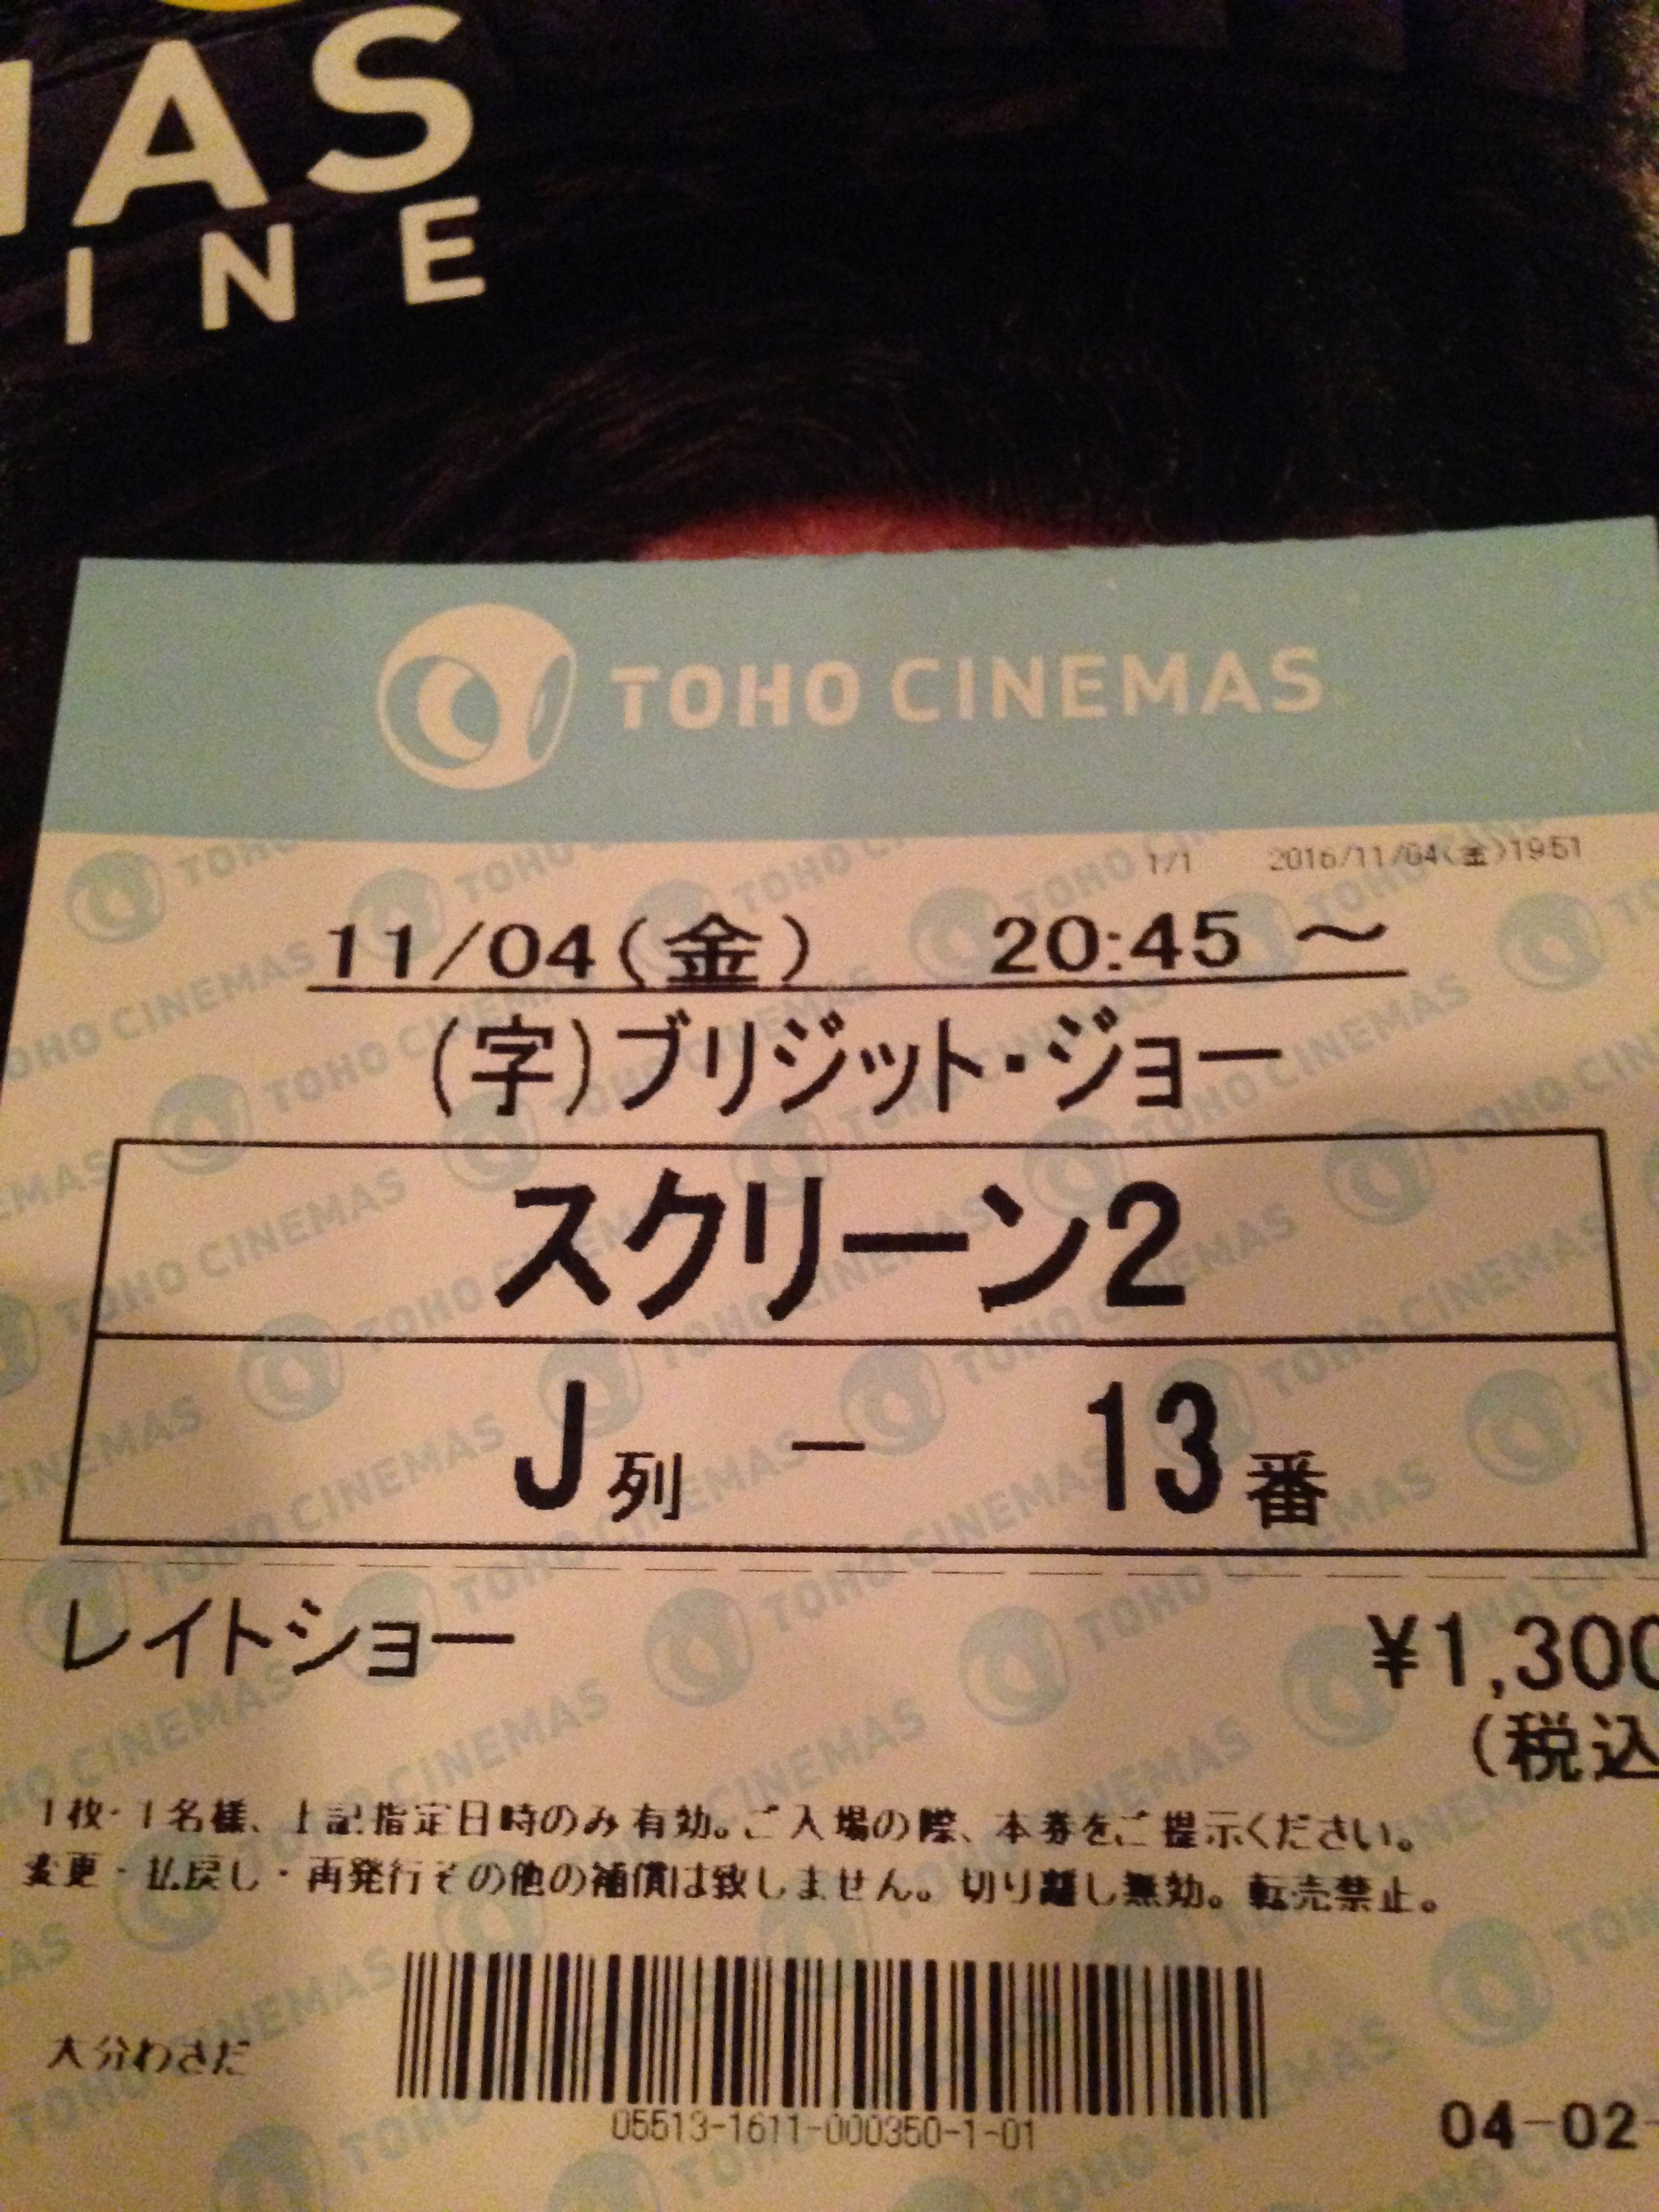 MAS
INE
TOHO CINEMAS
1/1 2016/11/04(金)19:51
11/04(金) 20:45 ～
(字)ブリジット・ジョー
スクリーン2
J列 － 13番
レイトショー ¥1,300
(税込
1枚・1名様、上記指定日時のみ有効。ご入場の際、本券をご提示ください。
変更・払戻し・再発行その他の補償は致しません。切り離し無効。転売禁止。
大分わさだ
05513-1611-000350-1-01
04-02-